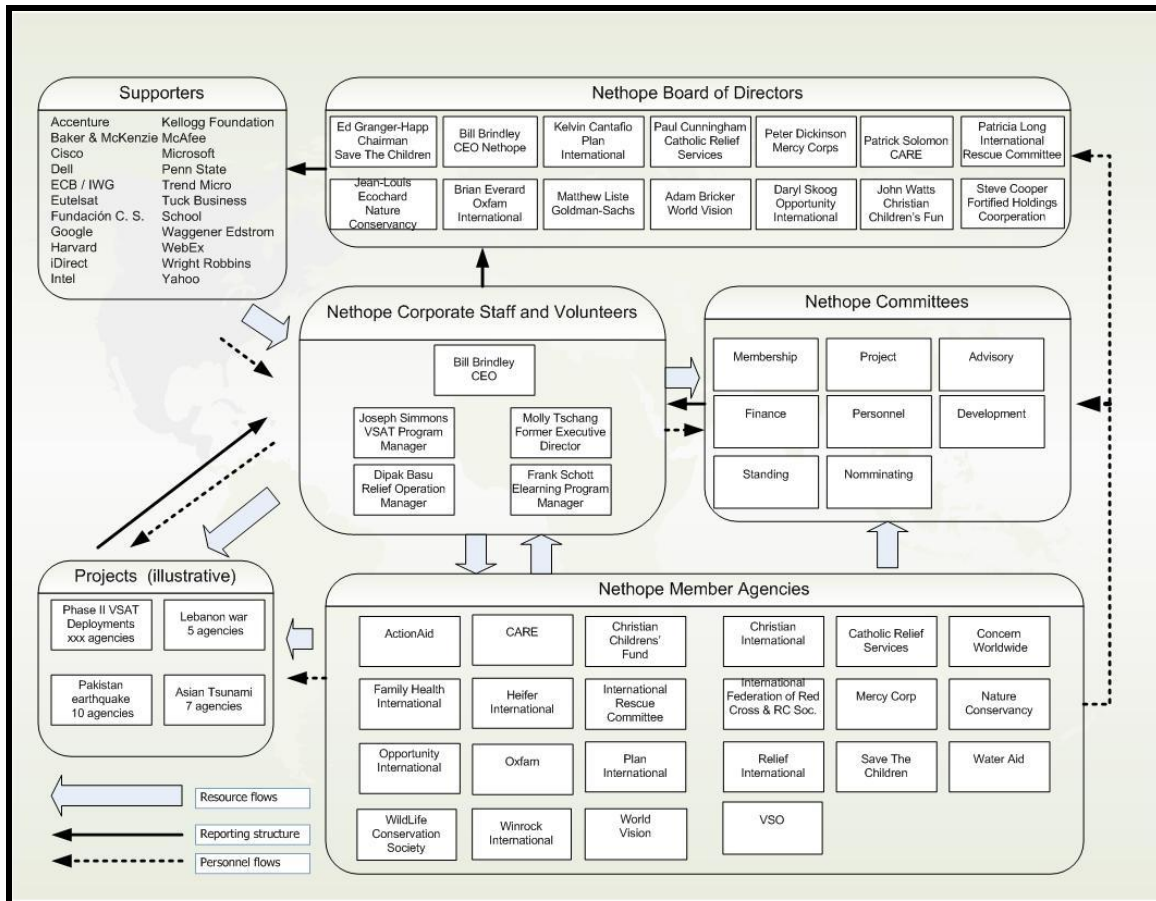 Supporters
Accenture
Baker & McKenzie
Cisco
Dell
ECB / IWG
Eutelsat
Fundación C. S.
Google
Harvard
iDirect
Intel
Kellogg Foundation
McAfee
Microsoft
Penn State
Trend Micro
Tuck Business
School
Waggener Edstrom
WebEx
Wright Robbins
Yahoo
Nethope Board of Directors
Ed Granger-Happ
Chairman
Save The Children
Bill Brindley
CEO Nethope
Kelvin Cantafio
Plan
International
Paul Cunningham
Catholic Relief
Services
Peter Dickinson
Mercy Corps
Patrick Solomon
CARE
Patricia Long
International
Rescue Committee
Jean-Louis
Ecochard
Nature
Conservancy
Brian Everard
Oxfam
International
Matthew Liste
Goldman-Sachs
Adam Bricker
World Vision
Daryl Skoog
Opportunity
International
John Watts
Christian
Children's Fun
Steve Cooper
Fortified Holdings
Cooperation
Nethope Corporate Staff and Volunteers
Bill Brindley
CEO
Joseph Simmons
VSAT Program
Manager
Molly Tschang
Former Executive
Director
Dipak Basu
Relief Operation
Manager
Frank Schott
Elearning Program
Manager
Nethope Committees
Membership
Project
Advisory
Finance
Personnel
Development
Standing
Nomminating
Projects (illustrative)
Phase II VSAT
Deployments
xxx agencies
Lebanon war
5 agencies
Pakistan
earthquake
10 agencies
Asian Tsunami
7 agencies
Nethope Member Agencies
ActionAid
CARE
Christian
Childrens'
Fund
Christian
International
Catholic Relief
Services
Concern
Worldwide
Family Health
International
Heifer
International
International
Rescue
Committee
International
Federation of Red
Cross & RC Soc.
Mercy Corp
Nature
Conservancy
Opportunity
International
Oxfam
Plan
International
Relief
International
Save The
Children
Water Aid
WildLife
Conservation
Society
Winrock
International
World
Vision
VSO
Resource flows
Reporting structure
Personnel flows